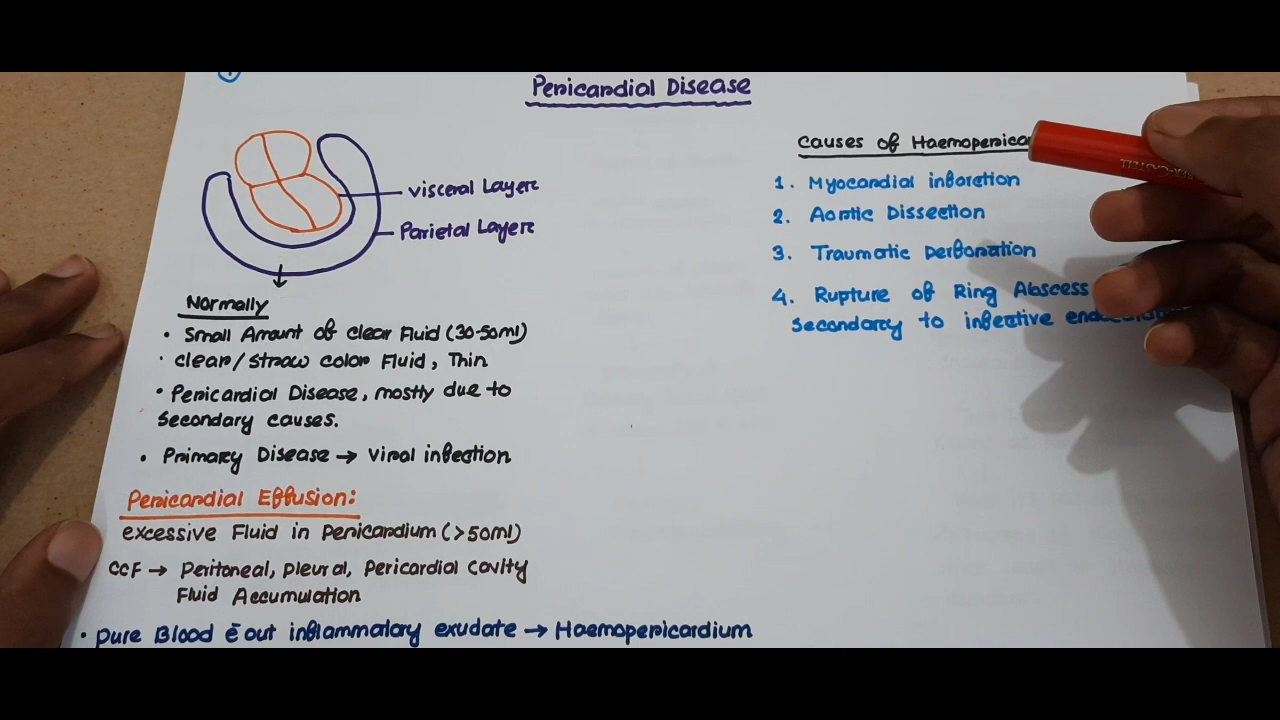 Pericardial Disease
visceral Layer
Parietal Layer
Normally
• Small Amount of clear Fluid (30-50ml)
• clear/straw color Fluid, Thin
• Pericardial Disease, mostly due to
secondary causes.
• Primary Disease → Viral infection
Pericardial Effusion:
excessive Fluid in Pericardium (>50ml)
CCF → Peritoneal, pleural, Pericardial cavity
Fluid Accumulation
• pure Blood c̄ out inflammatory exudate → Haemopericardium
causes of
1. Myocardial infarction
2. Aortic Dissection
3. Traumatic perforation
4. Rupture of Ring Abscess
secondary to infective